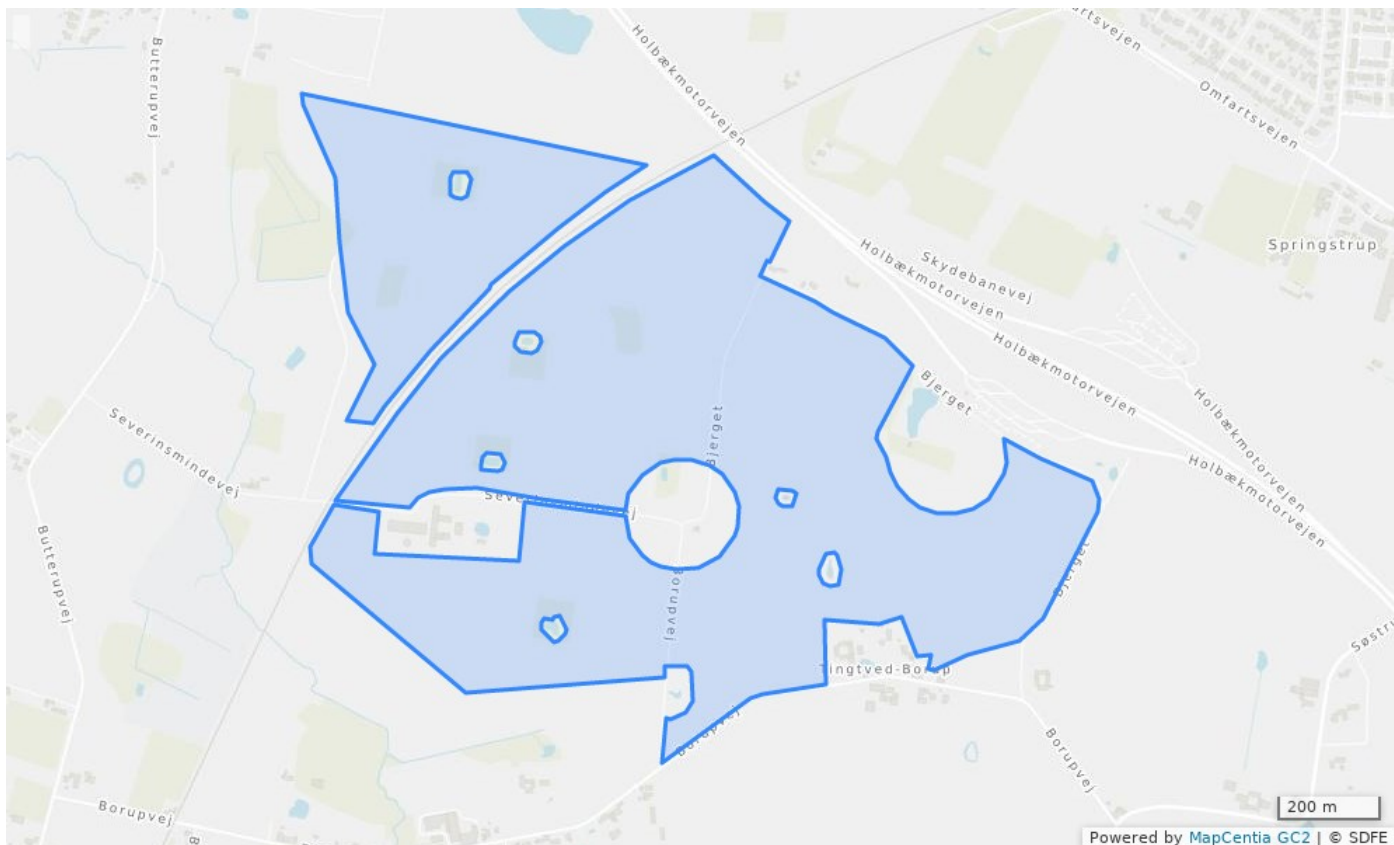 Butterupvej
Holbækmotorvejen
Omfartsvejen
Springstrup
Skydebanevej
Holbækmotorvejen
Holbækmotorvejen
Bjerget
Holbækmotorvejen
Bjerget
Holbækmotorvejen
Severinsmindevej
Butterupvej
Borupvej
Bjerget
Tingtved-Borup
Borupvej
Borupvej
Borupvej
200 m
Powered by MapCentia GC2 | © SDFE